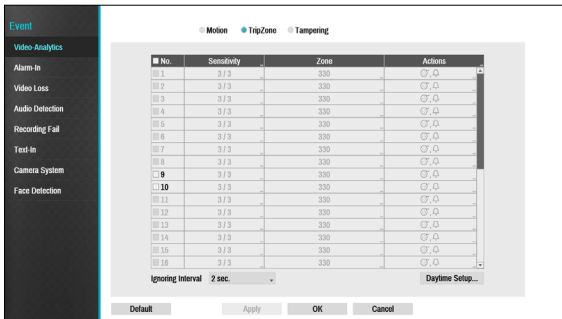 Event
Video-Analytics
Alarm-In
Video Loss
Audio Detection
Recording Fail
Text-In
Camera System
Face Detection
Motion TripZone Tampering
No. Sensitivity Zone Actions
1 3 / 3 330
2 3 / 3 330
3 3 / 3 330
4 3 / 3 330
5 3 / 3 330
6 3 / 3 330
7 3 / 3 330
8 3 / 3 330
9 3 / 3 330
10 3 / 3 330
11 3 / 3 330
12 3 / 3 330
13 3 / 3 330
14 3 / 3 330
15 3 / 3 330
16 3 / 3 330
Ignoring Interval 2 sec. Daytime Setup...
Default Apply OK Cancel